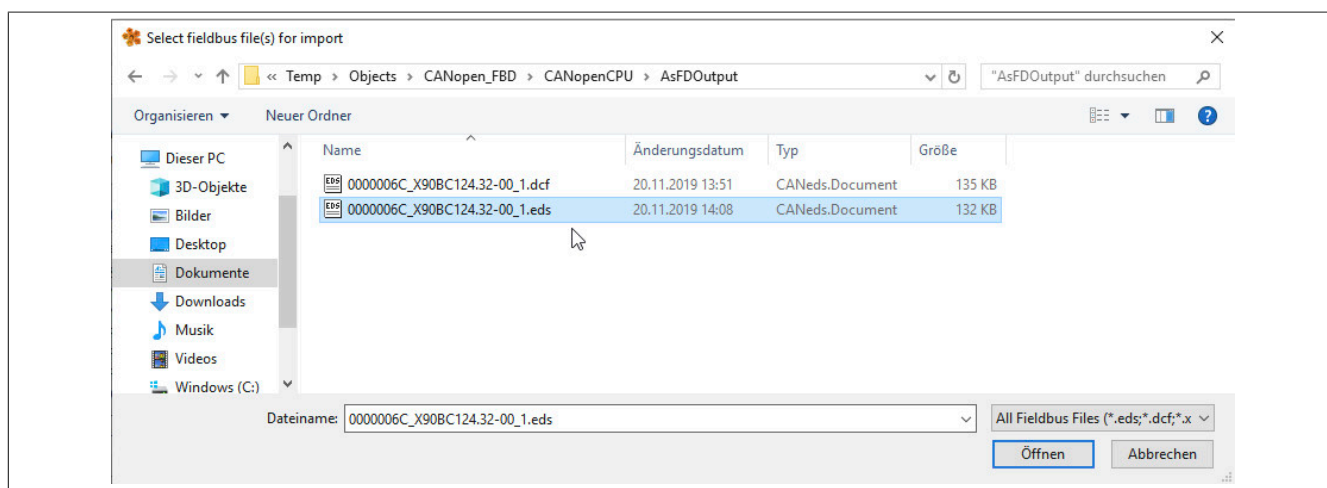 Select fieldbus file(s) for import
« Temp › Objects › CANopen_FBD › CANopenCPU › AsFDOutput "AsFDOutput" durchsuchen
Organisieren Neuer Ordner
Name Änderungsdatum Typ Größe
Dieser PC
3D-Objekte
Bilder
Desktop
Dokumente
Downloads
Musik
Videos
Windows (C:)
EDS 0000006C_X90BC124.32-00_1.dcf 20.11.2019 13:51 CANeds.Document 135 KB
EDS 0000006C_X90BC124.32-00_1.eds 20.11.2019 14:08 CANeds.Document 132 KB
Dateiname: 0000006C_X90BC124.32-00_1.eds All Fieldbus Files (*.eds;*.dcf;*.x
Öffnen Abbrechen